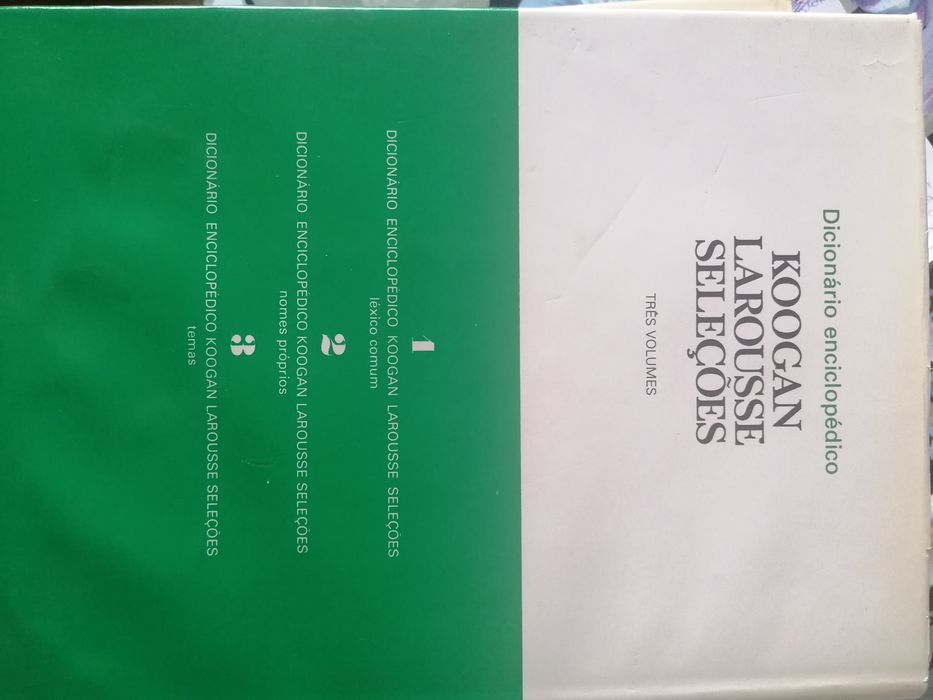 Dicionário enciclopédico
KOOGAN
LAROUSSE
SELEÇÕES
TRÊS VOLUMES
1
DICIONÁRIO ENCICLOPÉDICO KOOGAN LAROUSSE SELEÇÕES
léxico comum
2
DICIONÁRIO ENCICLOPÉDICO KOOGAN LAROUSSE SELEÇÕES
nomes próprios
3
DICIONÁRIO ENCICLOPÉDICO KOOGAN LAROUSSE SELEÇÕES
temas